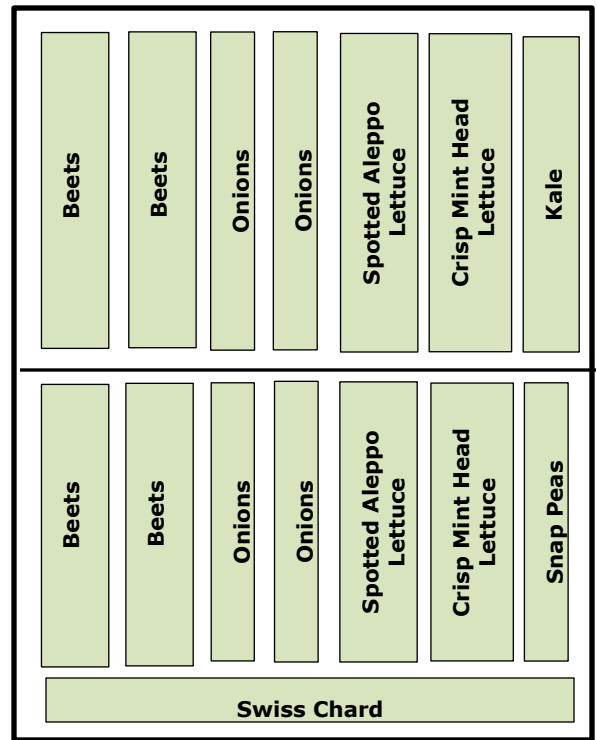 Beets
Beets
Onions
Onions
Spotted Aleppo
Lettuce
Crisp Mint Head
Lettuce
Kale
Beets
Beets
Onions
Onions
Spotted Aleppo
Lettuce
Crisp Mint Head
Lettuce
Snap Peas
Swiss Chard